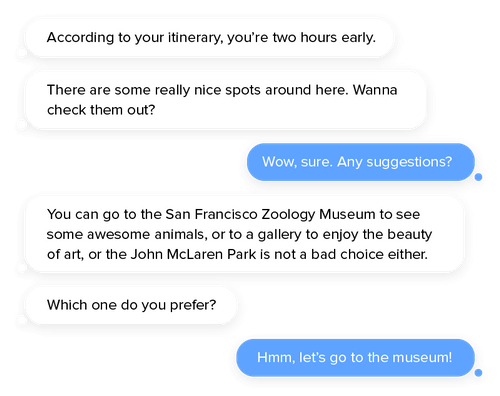 According to your itinerary, you're two hours early.
There are some really nice spots around here. Wanna
check them out?
Wow, sure. Any suggestions?
You can go to the San Francisco Zoology Museum to see
some awesome animals, or to a gallery to enjoy the beauty
of art, or the John McLaren Park is not a bad choice either.
Which one do you prefer?
Hmm, let's go to the museum!